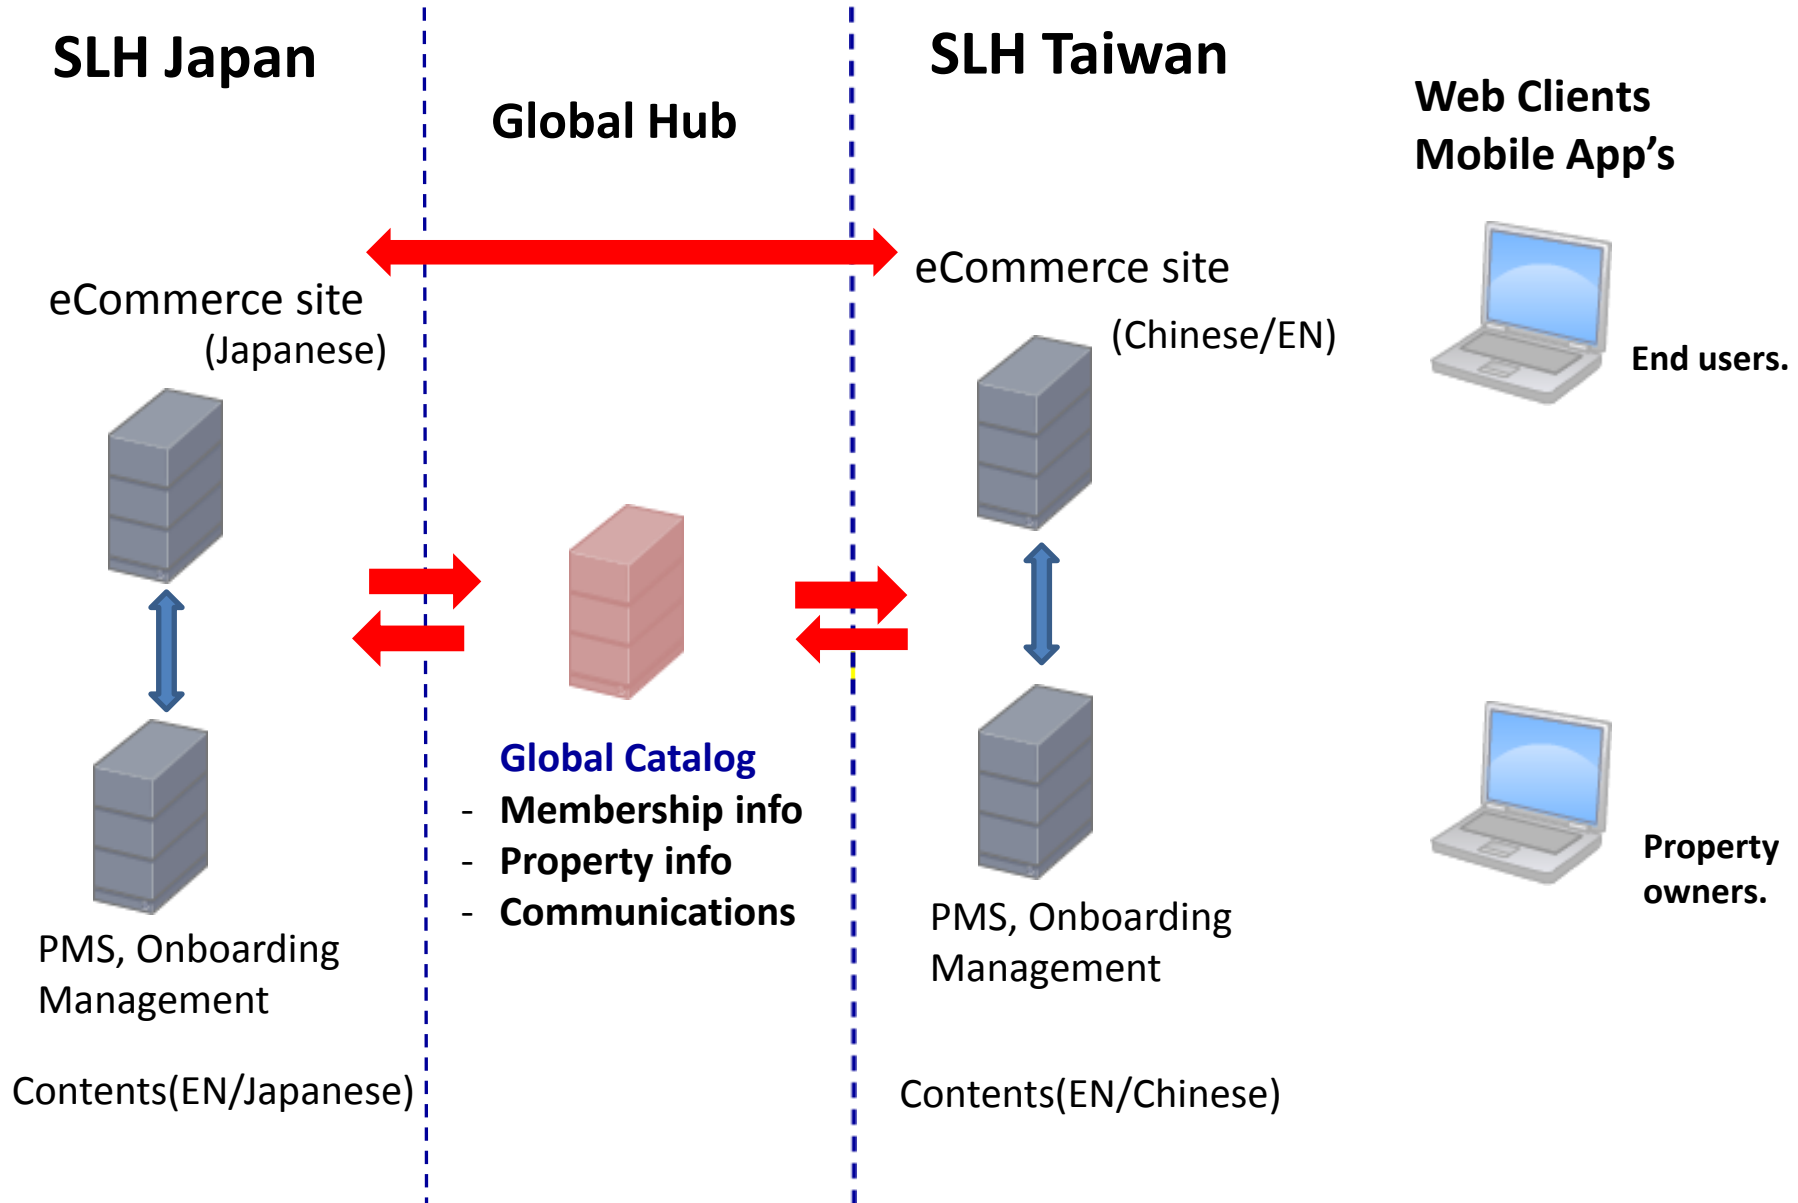 SLH Japan
eCommerce site
(Japanese)
PMS, Onboarding
Management
Contents(EN/Japanese)
Global Hub
Global Catalog
- Membership info
- Property info
- Communications
SLH Taiwan
eCommerce site
(Chinese/EN)
PMS, Onboarding
Management
Contents(EN/Chinese)
Web Clients
Mobile App’s
End users.
Property
owners.